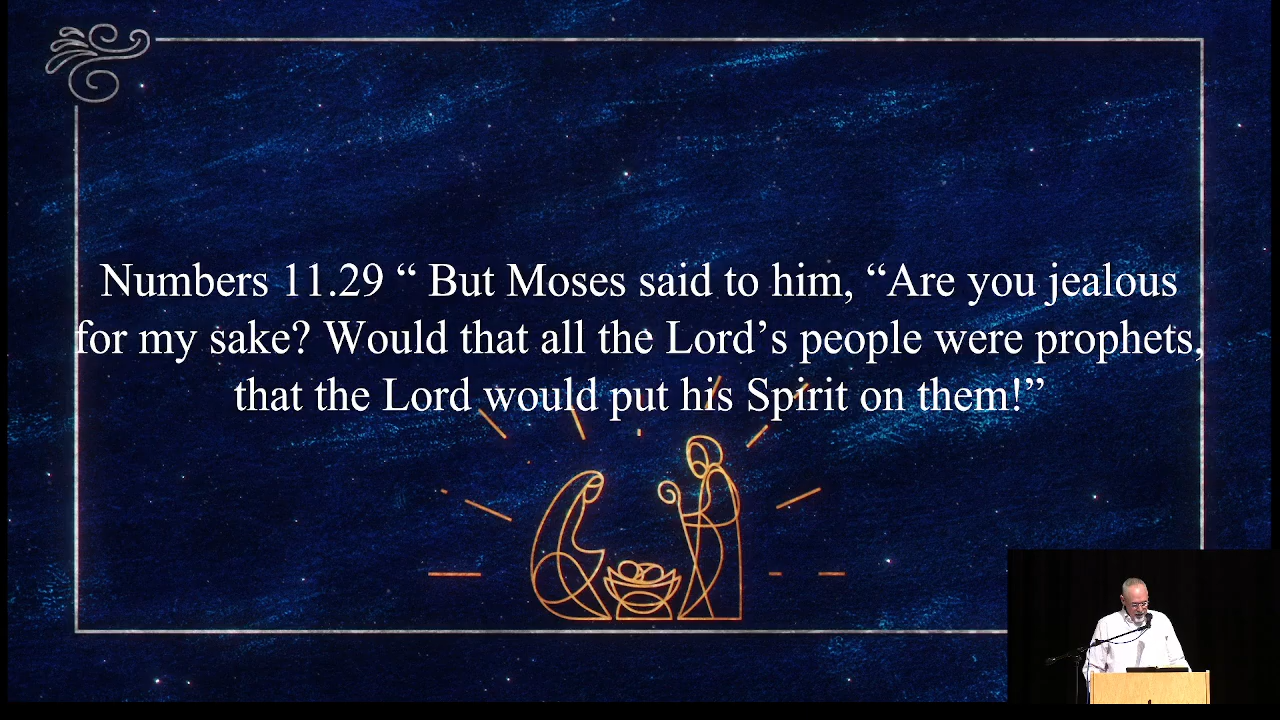 Numbers 11.29 “ But Moses said to him, “Are you jealous
for my sake? Would that all the Lord’s people were prophets,
that the Lord would put his Spirit on them!”